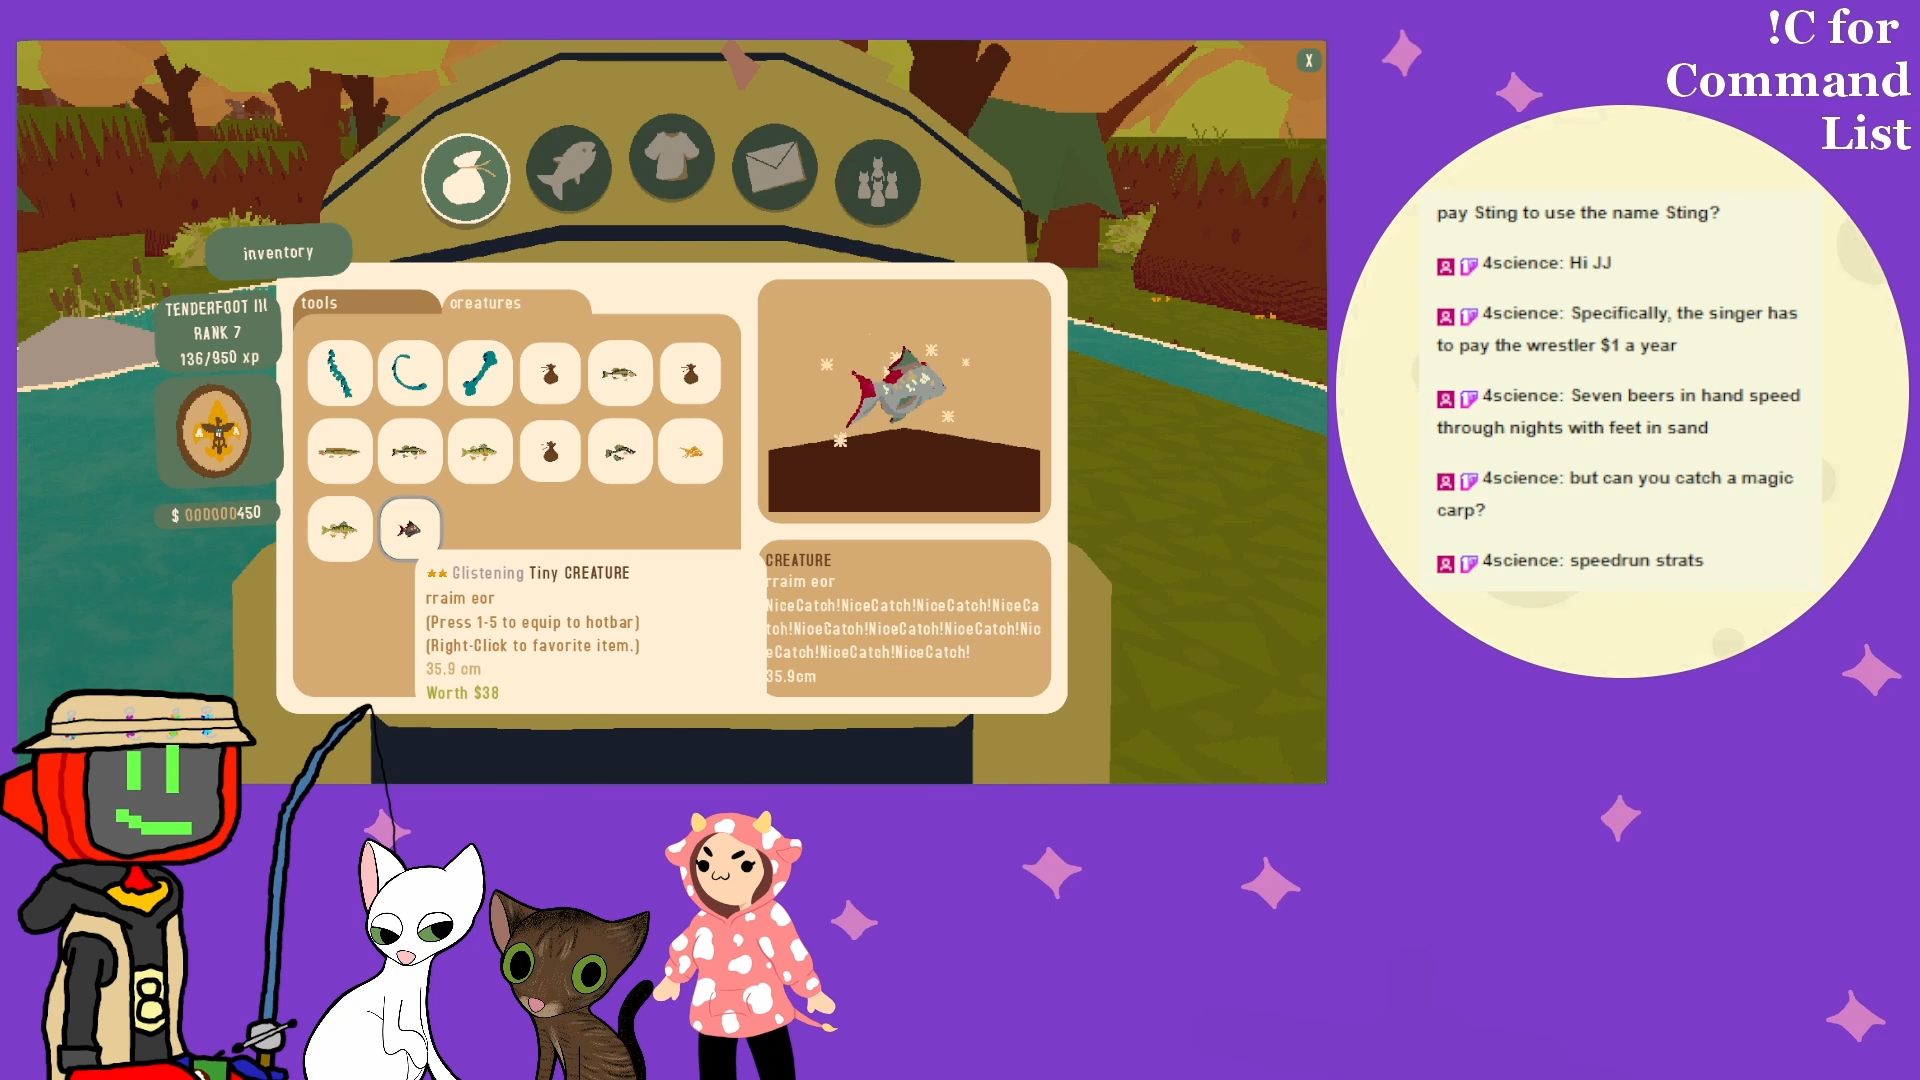 !C for
Command
List
X
inventory
TENDERFOOT III
RANK 7
136/950 xp
$ 000000450
tools
creatures
★★ Glistening Tiny CREATURE
rraim eor
(Press 1-5 to equip to hotbar)
(Right-Click to favorite item.)
35.9 cm
Worth $38
CREATURE
rraim eor
NiceCatch!NiceCatch!NiceCatch!NiceCa
tch!NiceCatch!NiceCatch!NiceCatch!Nic
eCatch!NiceCatch!NiceCatch!
35.9cm
pay Sting to use the name Sting?
4science: Hi JJ
4science: Specifically, the singer has
to pay the wrestler $1 a year
4science: Seven beers in hand speed
through nights with feet in sand
4science: but can you catch a magic
carp?
4science: speedrun strats
8